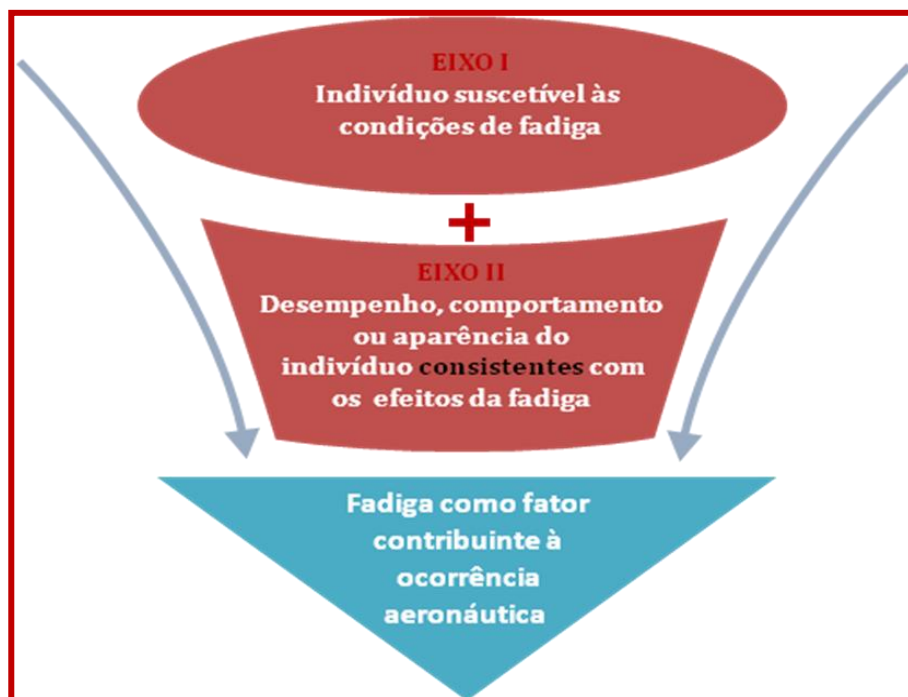 EIXO I
Indivíduo suscetível às
condições de fadiga
+
EIXO II
Desempenho, comportamento
ou aparência do
indivíduo consistentes com
os efeitos da fadiga
Fadiga como fator
contribuinte à
ocorrência
aeronáutica